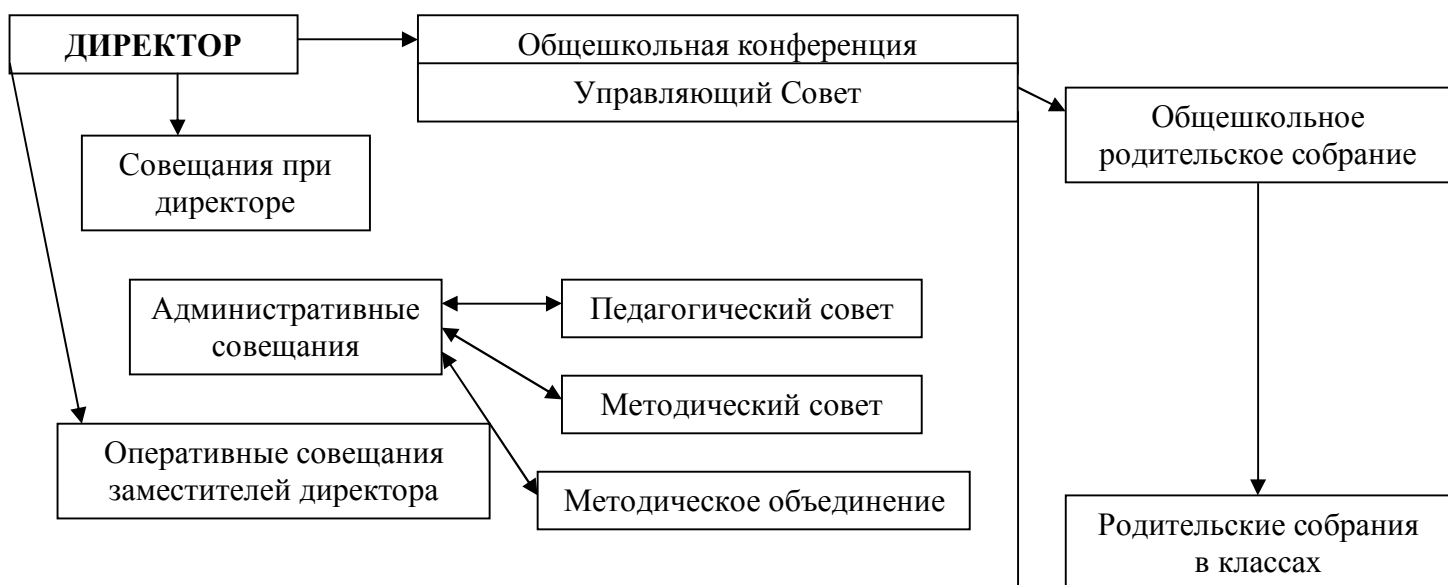 ДИРЕКТОР
Общешкольная конференция
Управляющий Совет
Общешкольное
родительское собрание
Совещания при
директоре
Административные
совещания
Педагогический совет
Методический совет
Оперативные совещания
заместителей директора
Методическое объединение
Родительские собрания
в классах